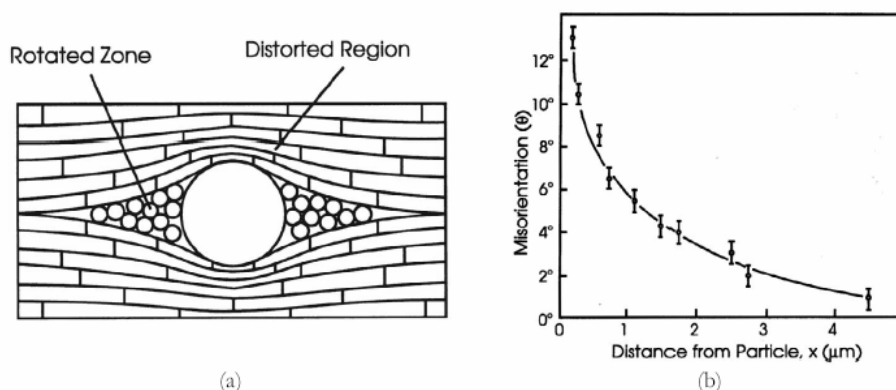 Rotated Zone
Distorted Region
(a)
Misorientation (θ)
12°
10°
8°
6°
4°
2°
0°
0
1
2
3
4
Distance from Particle, x (μm)
(b)